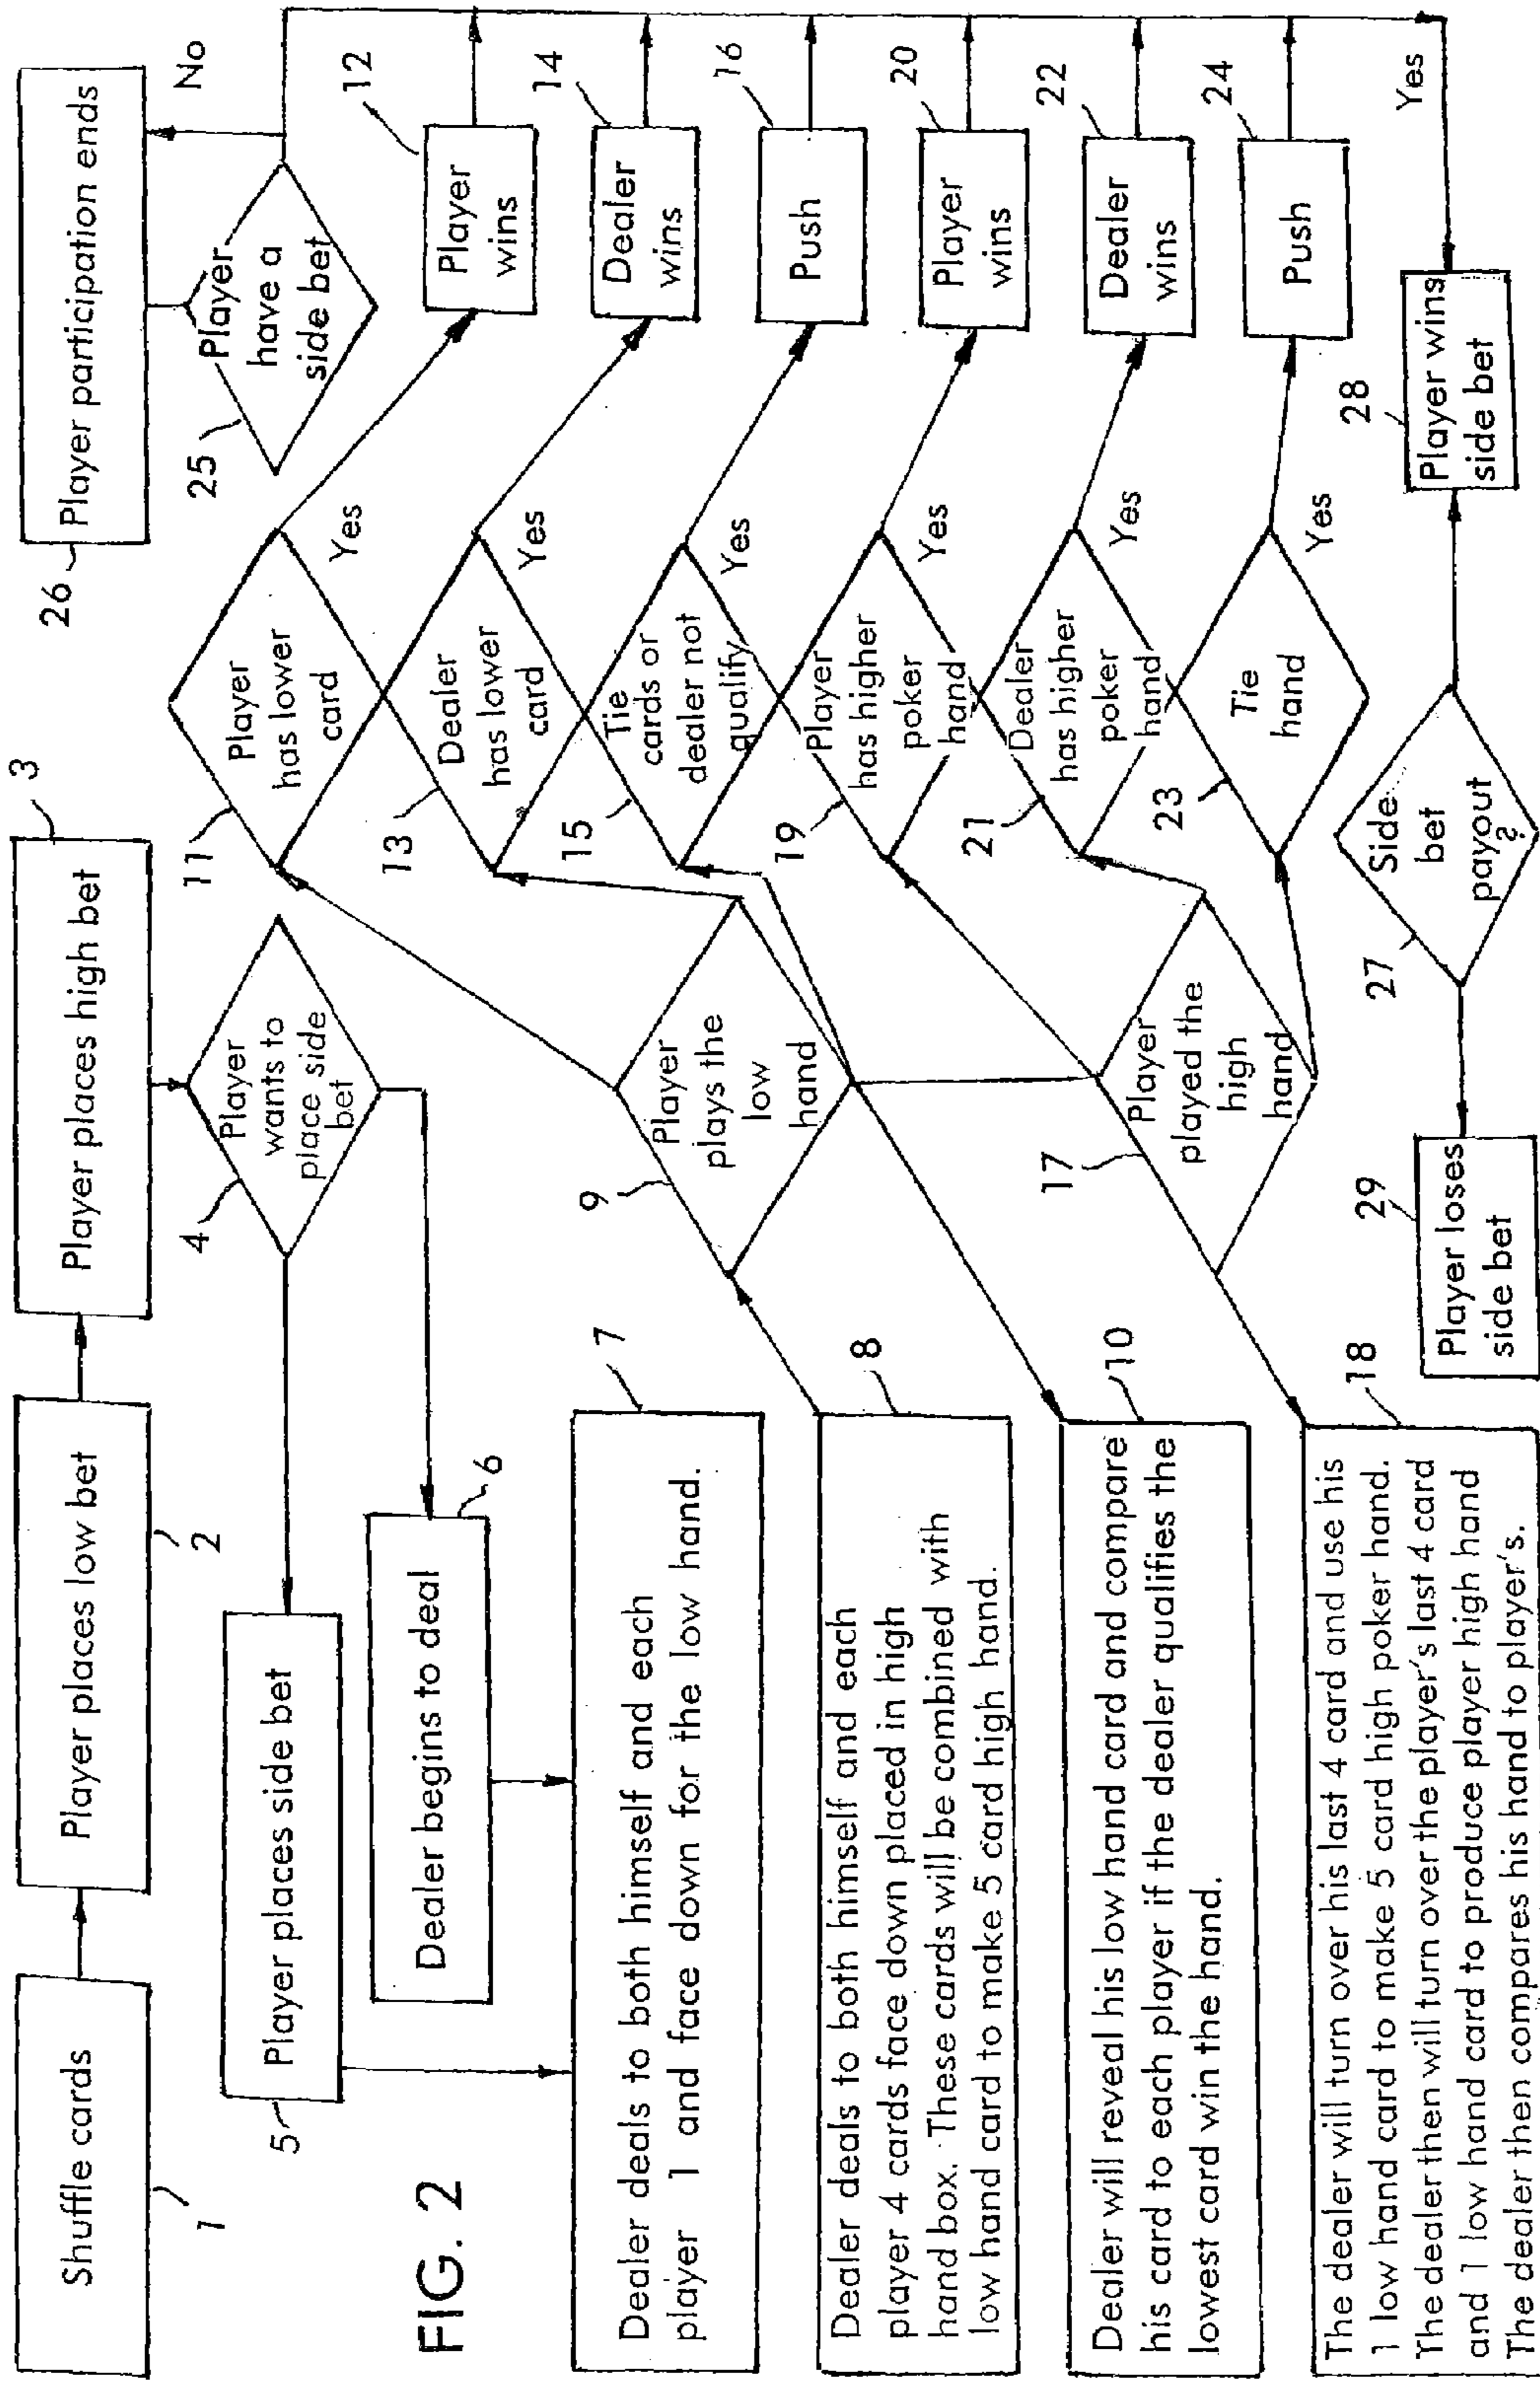 Shuffle cards
1
Player places low bet
2
Player places high bet
3
26
Player participation ends
Player
wants to
place side
bet
4
Player places side bet
5
Dealer begins to deal
6
Player
have a
side bet
25
No
FIG. 2
Dealer deals to both himself and each
player 1 and face down for the low hand.
7
Dealer deals to both himself and each
player 4 cards face down placed in high
hand box. These cards will be combined with
low hand card to make 5 card high hand.
8
Player
plays the
low
hand
9
Dealer will reveal his low hand card and compare
his card to each player if the dealer qualifies the
lowest card win the hand.
10
Player
has lower
card
11
Yes
Player
wins
12
Dealer
has lower
card
13
Yes
Dealer
wins
14
Tie
cards or
dealer not
qualify
15
Yes
Push
16
Player
played the
high
hand
17
The dealer will turn over his last 4 card and use his
1 low hand card to make 5 card high poker hand.
The dealer then will turn over the player's last 4 card
and 1 low hand card to produce player high hand
The dealer then compares his hand to player's.
18
Player
has higher
poker
hand
19
Yes
Player
wins
20
Dealer
has higher
poker
hand
21
Yes
Dealer
wins
22
Tie
hand
23
Yes
Push
24
Yes
Side
bet
payout
?
27
Player wins
side bet
28
Player loses
side bet
29